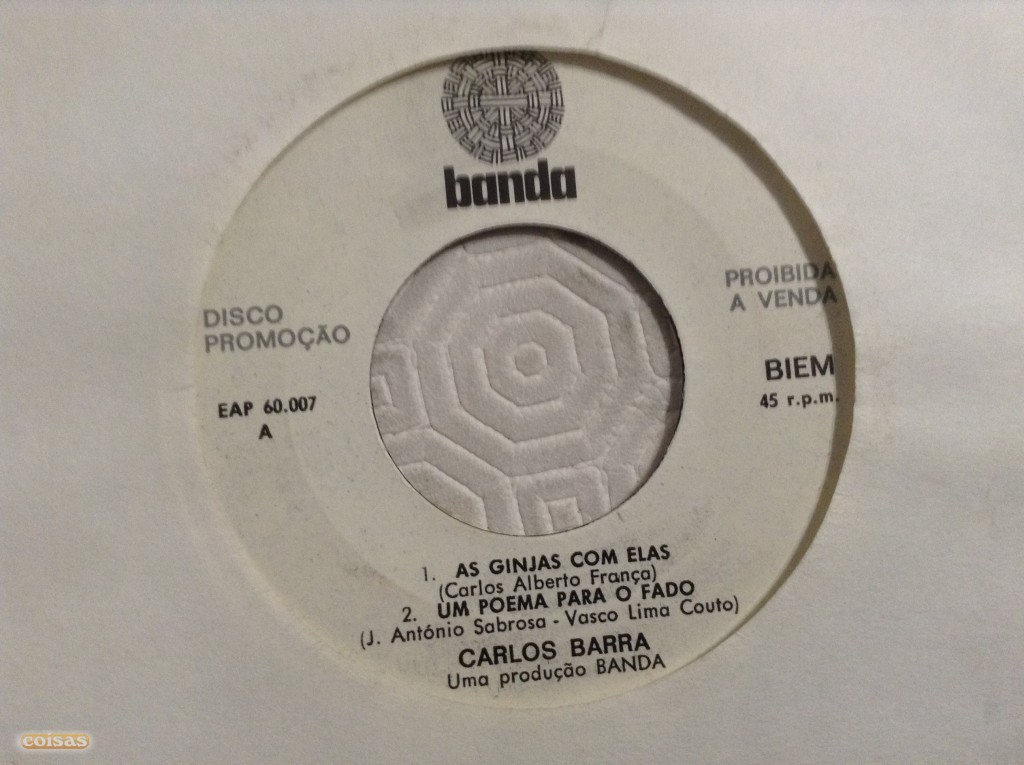 banda
DISCO
PROMOÇÃO
PROIBIDA
A VENDA
BIEM
45 r.p.m.
EAP 60.007
A
1. AS GINJAS COM ELAS
(Carlos Alberto França)
2. UM POEMA PARA O FADO
(J. António Sabrosa - Vasco Lima Couto)
CARLOS BARRA
Uma produção BANDA
coisas